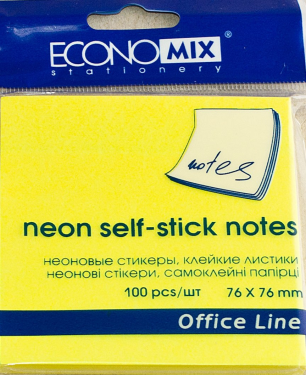 ECONOMIX®
stationery
notes
neon self-stick notes
неоновые стикеры, клейкие листики
неонові стікери, самоклейні папірці
100 pcs/шт 76 X 76 mm
Office Line